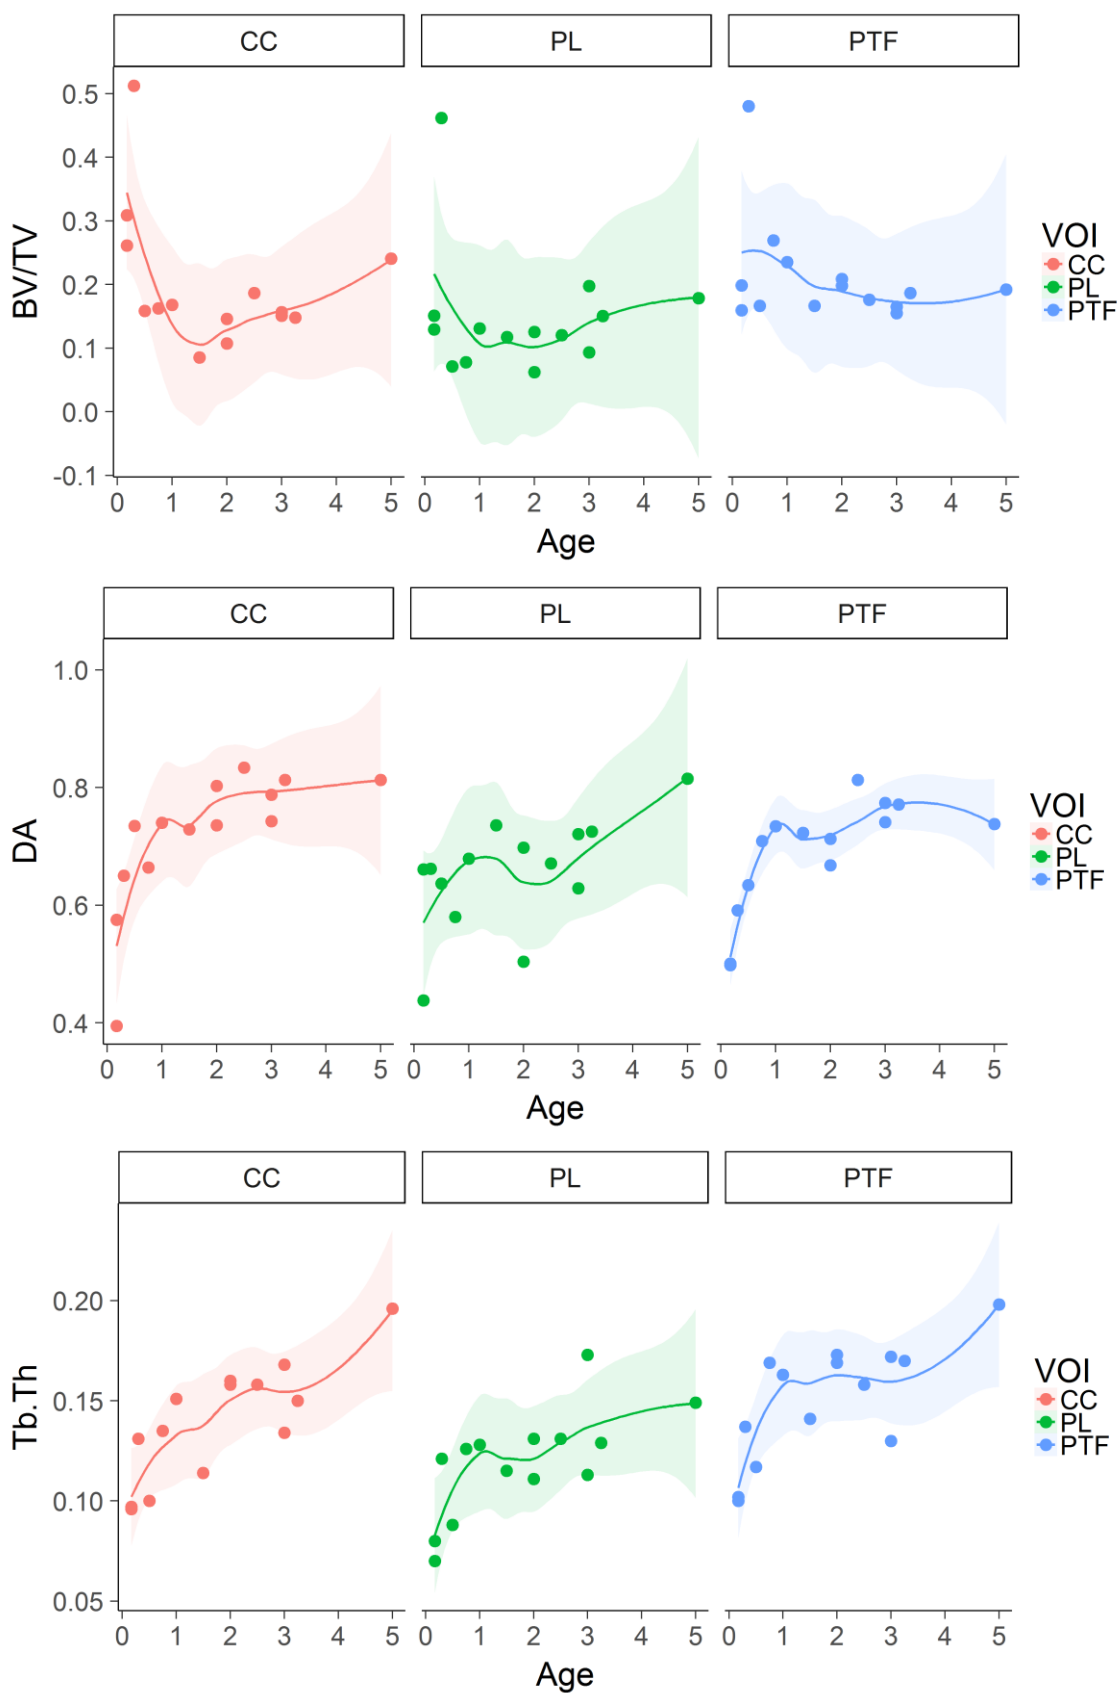 CC PL PTF
BV/TV
0.5
0.4
0.3
0.2
0.1
0.0
-0.1
0 1 2 3 4 5 0 1 2 3 4 5 0 1 2 3 4 5
Age
VOI
CC
PL
PTF
CC PL PTF
DA
1.0
0.8
0.6
0.4
0 1 2 3 4 5 0 1 2 3 4 5 0 1 2 3 4 5
Age
VOI
CC
PL
PTF
CC PL PTF
Tb.Th
0.20
0.15
0.10
0.05
0 1 2 3 4 5 0 1 2 3 4 5 0 1 2 3 4 5
Age
VOI
CC
PL
PTF